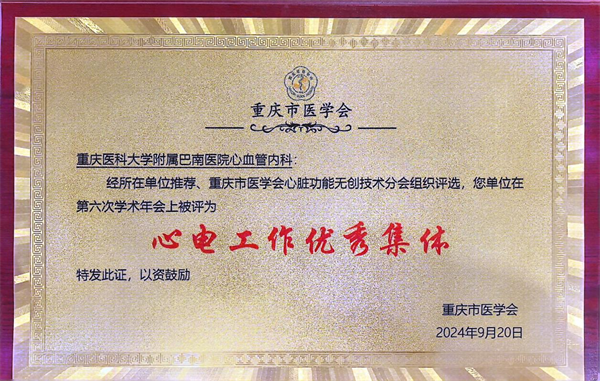 重庆市医学会
重庆医科大学附属巴南医院心血管内科：
经所在单位推荐、重庆市医学会心脏功能无创技术分会组织评选，您单位在
第六次学术年会上被评为
心电工作优秀集体
特发此证，以资鼓励
重庆市医学会
2024年9月20日